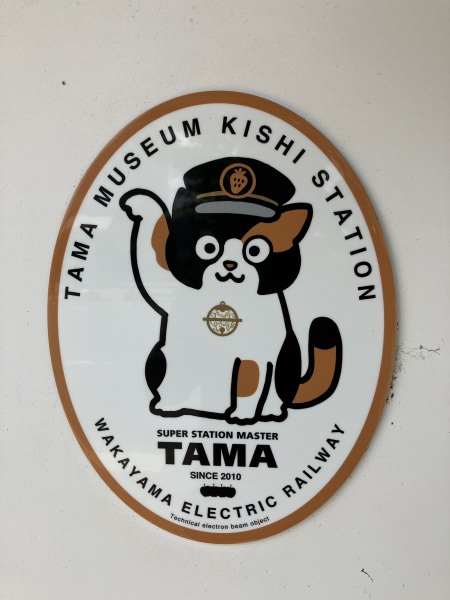 TAMA MUSEUM KISHI STATION
SUPER STATION MASTER
TAMA
SINCE 2010
WAKAYAMA ELECTRIC RAILWAY
Technical electron beam object